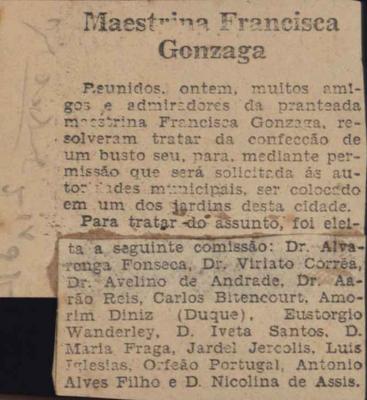 Maestrina Francisca
Gonzaga
Reunidos, ontem, muitos ami-
gos e admiradores da pranteada
maestrina Francisca Gonzaga, re-
solveram tratar da confecção de
de um busto seu, para, mediante per-
missão que será solicitada ás au-
toridades municipais, ser colocado
em um dos jardins desta cidade.
Para tratar do assunto, foi elei-
ta a seguinte comissão: Dr. Alva-
renga Fonseca, Dr. Viriato Corrêa,
Dr. Avelino de Andrade, Dr. Aa-
rão Reis, Carlos Bitencourt, Amo-
rim Diniz (Duque), Eustorgio
Wanderley, D. Iveta Santos, D.
Maria Fraga, Jardel Jercolis, Luis
Iglesias, Orfeão Portugal, Antonio
Alves Filho e D. Nicolina de Assis.